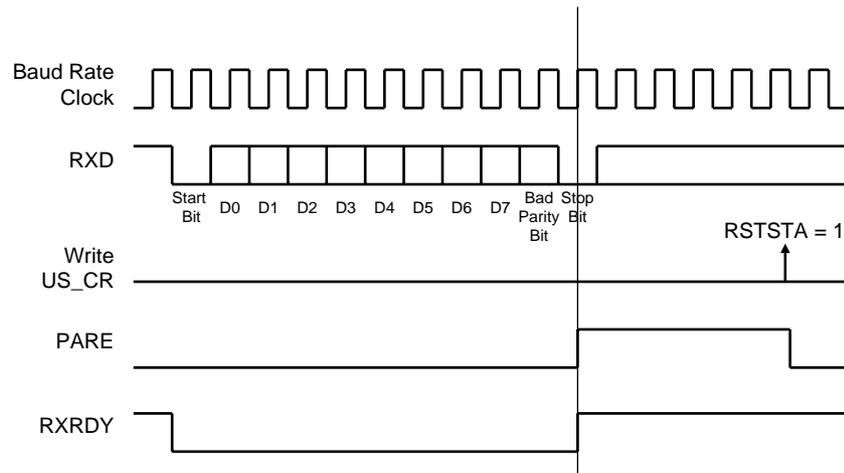 Baud Rate
Clock
RXD
Start
Bit
D0
D1
D2
D3
D4
D5
D6
D7
Bad
Parity
Bit
Stop
Bit
RSTSTA = 1
Write
US_CR
PARE
RXRDY